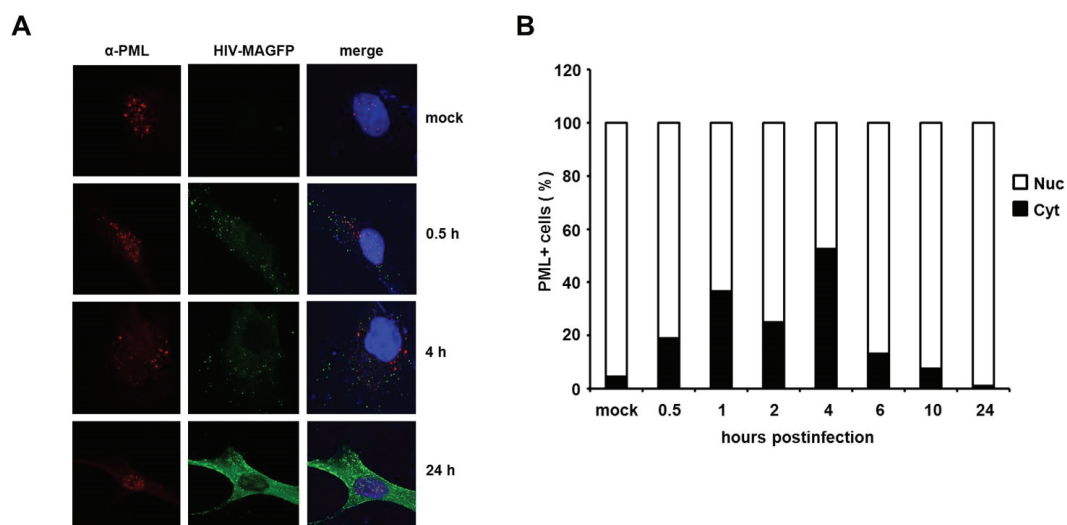 A
α-PML HIV-MAGFP merge
mock
0.5 h
4 h
24 h
B
120
100
80
60
40
20
0
PML+ cells ( % )
mock 0.5 1 2 4 6 10 24
hours postinfection
Nuc
Cyt